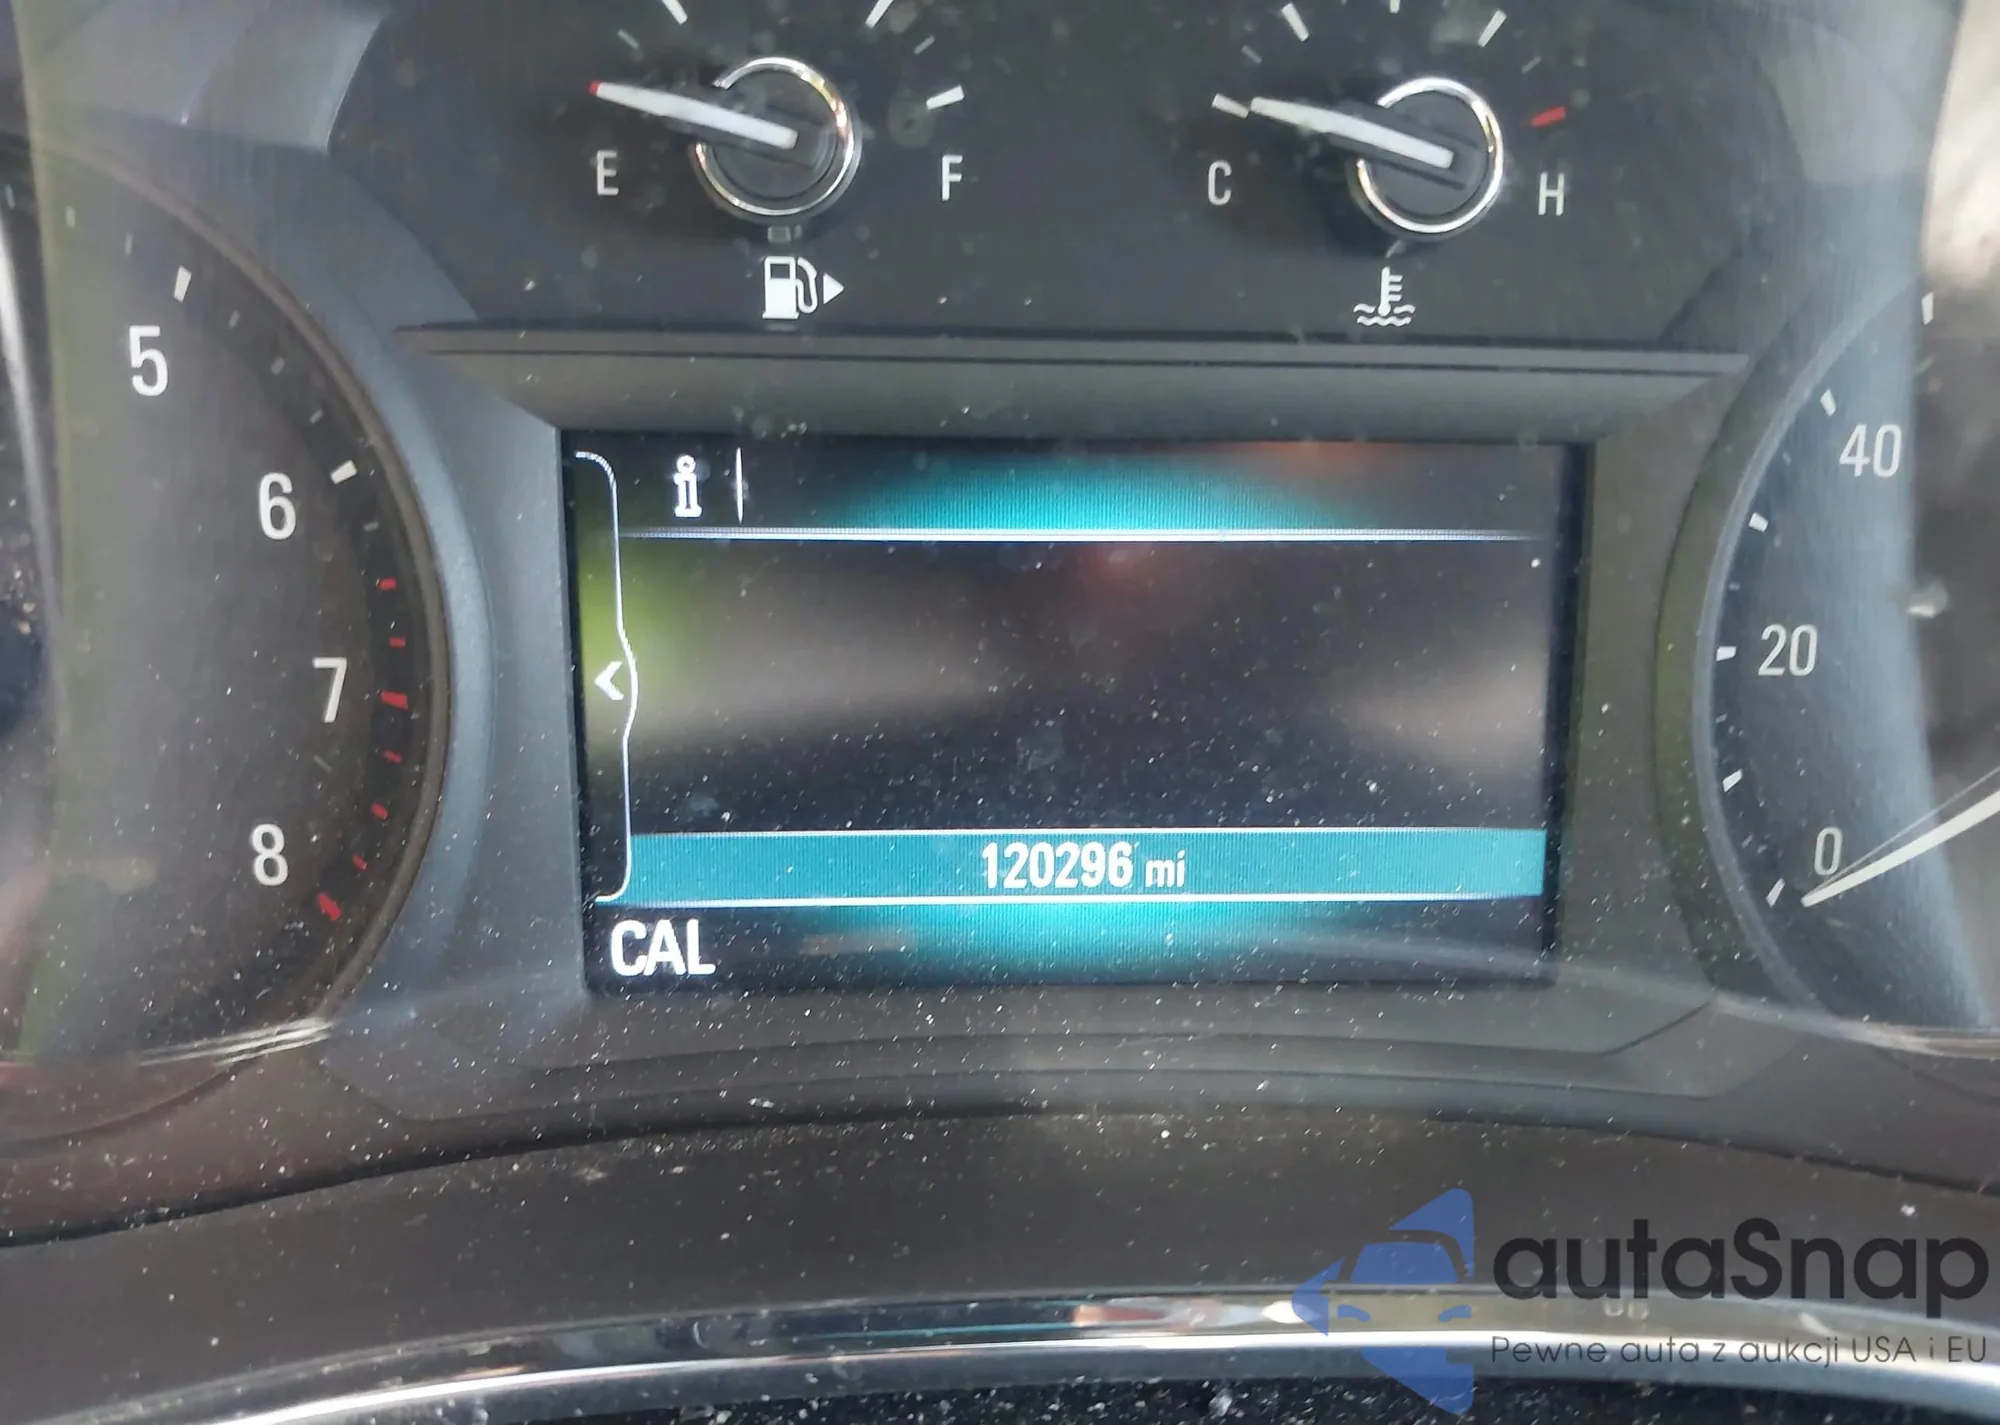 E F C H
5
6
7
8
40
20
0
i
<
120296 mi
CAL
autaSnap
Pewne auta z aukcji USA i EU